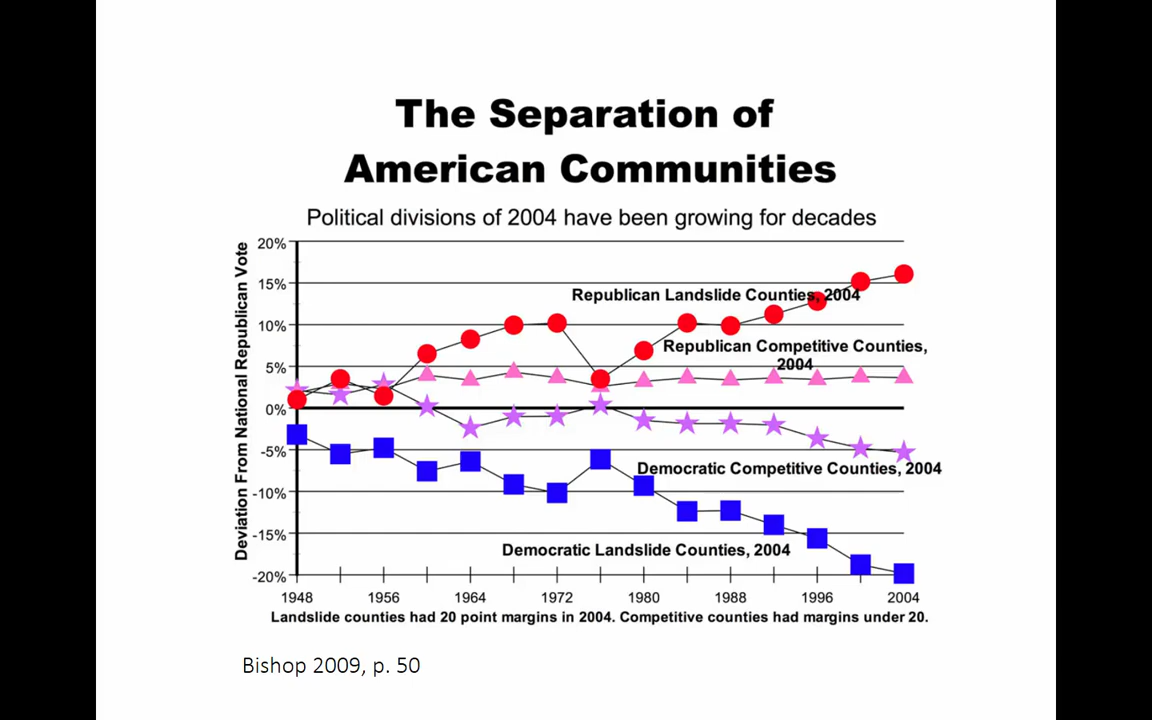 The Separation of
American Communities
Political divisions of 2004 have been growing for decades
Deviation From National Republican Vote
20%
15%
10%
5%
0%
-5%
-10%
-15%
-20%
Republican Landslide Counties, 2004
Republican Competitive Counties,
2004
Democratic Competitive Counties, 2004
Democratic Landslide Counties, 2004
1948 1956 1964 1972 1980 1988 1996 2004
Landslide counties had 20 point margins in 2004. Competitive counties had margins under 20.
Bishop 2009, p. 50